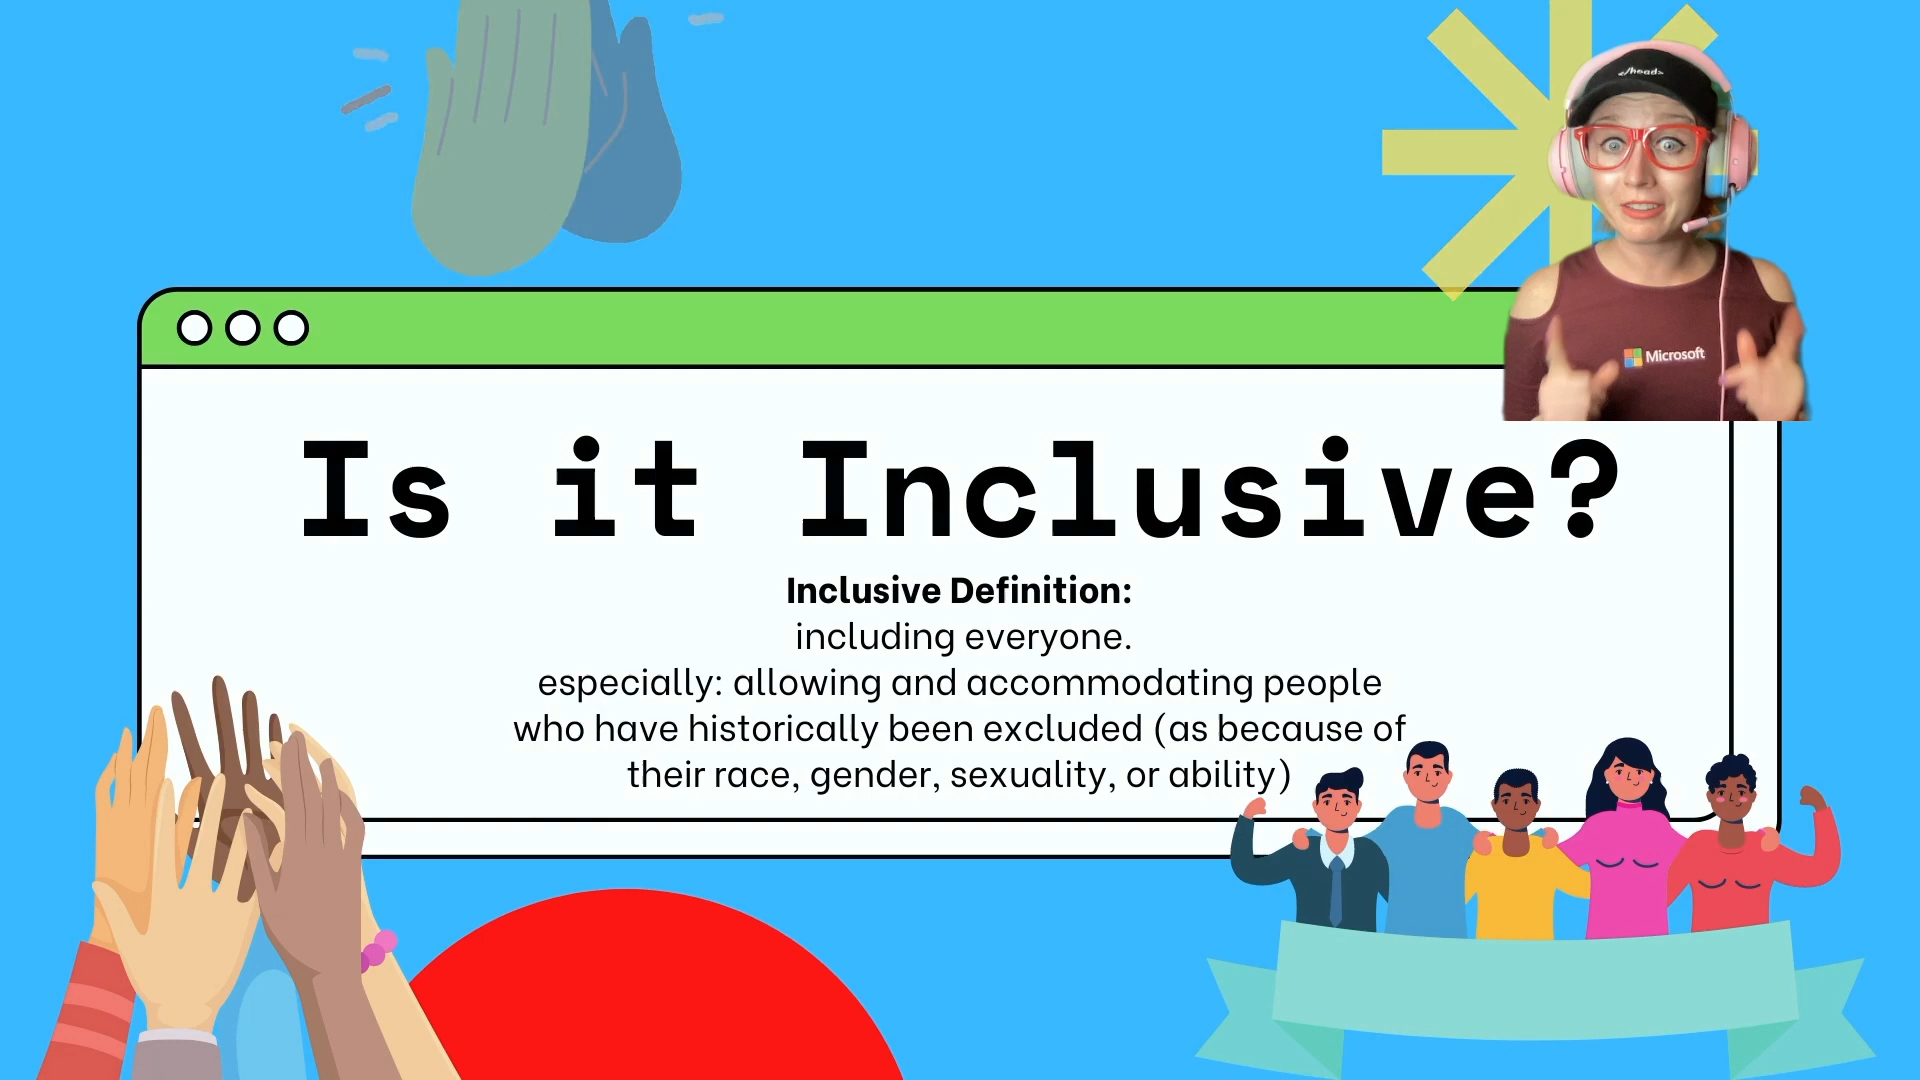 </head>
Microsoft
Is it Inclusive?
Inclusive Definition:
including everyone.
especially: allowing and accommodating people
who have historically been excluded (as because of
their race, gender, sexuality, or ability)